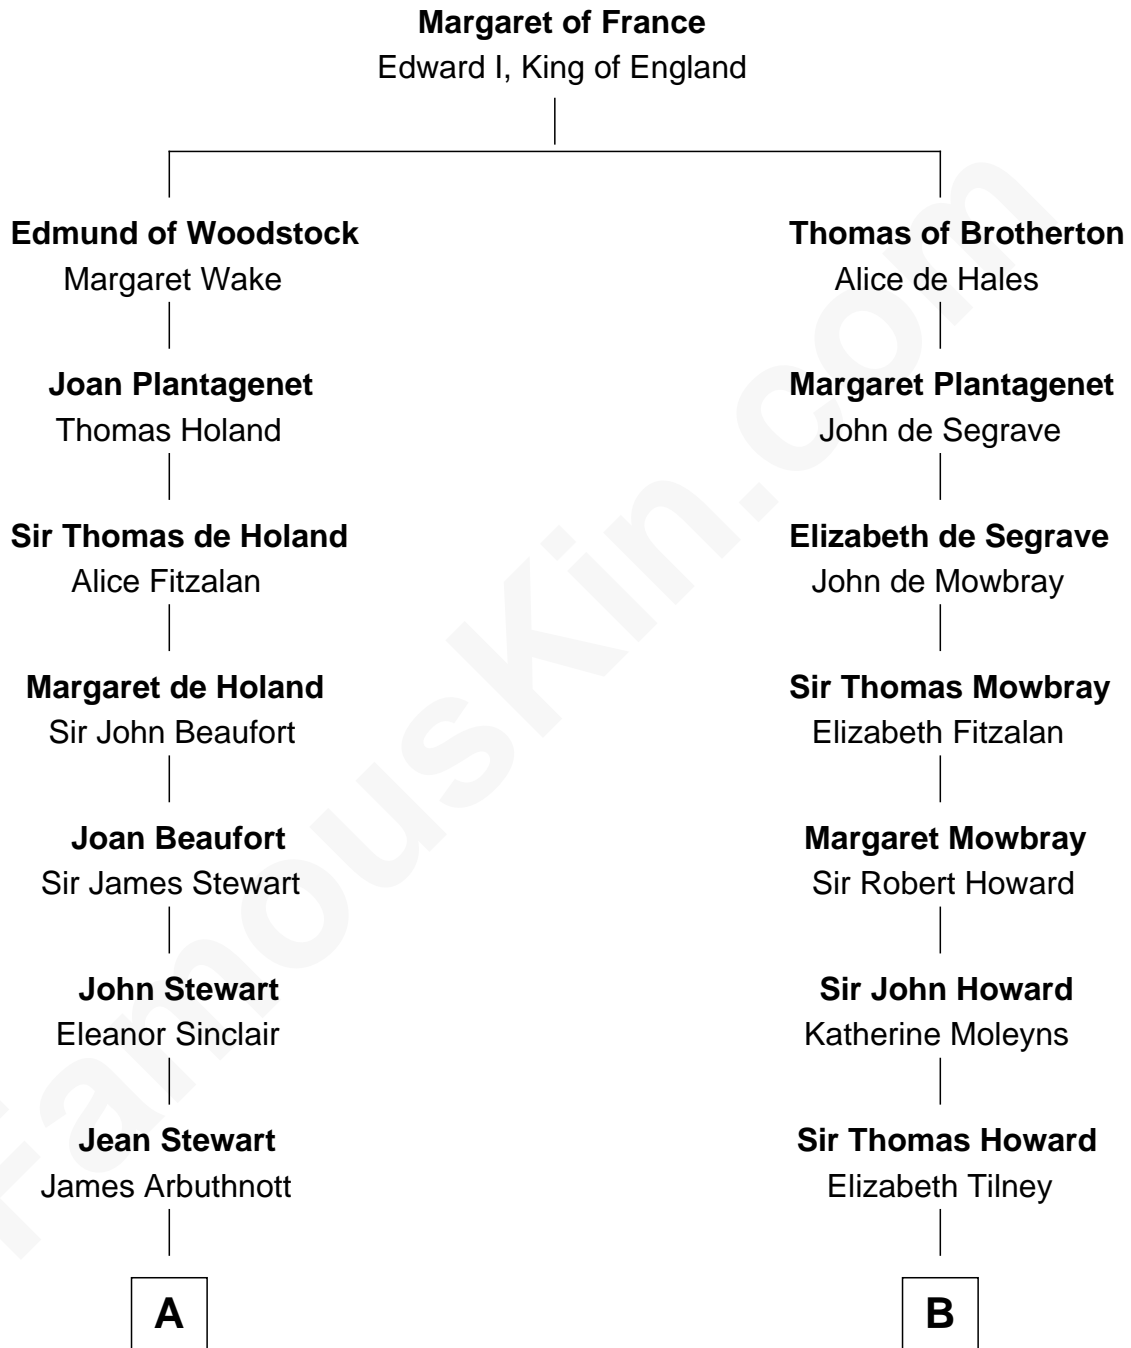 Margaret of France
Edward I, King of England
Edmund of Woodstock
Margaret Wake
Joan Plantagenet
Thomas Holand
Sir Thomas de Holand
Alice Fitzalan
Margaret de Holand
Sir John Beaufort
Joan Beaufort
Sir James Stewart
John Stewart
Eleanor Sinclair
Jean Stewart
James Arbuthnott
A
Thomas of Brotherton
Alice de Hales
Margaret Plantagenet
John de Segrave
Elizabeth de Segrave
John de Mowbray
Sir Thomas Mowbray
Elizabeth Fitzalan
Margaret Mowbray
Sir Robert Howard
Sir John Howard
Katherine Moleyns
Sir Thomas Howard
Elizabeth Tilney
B
FamousKin.com